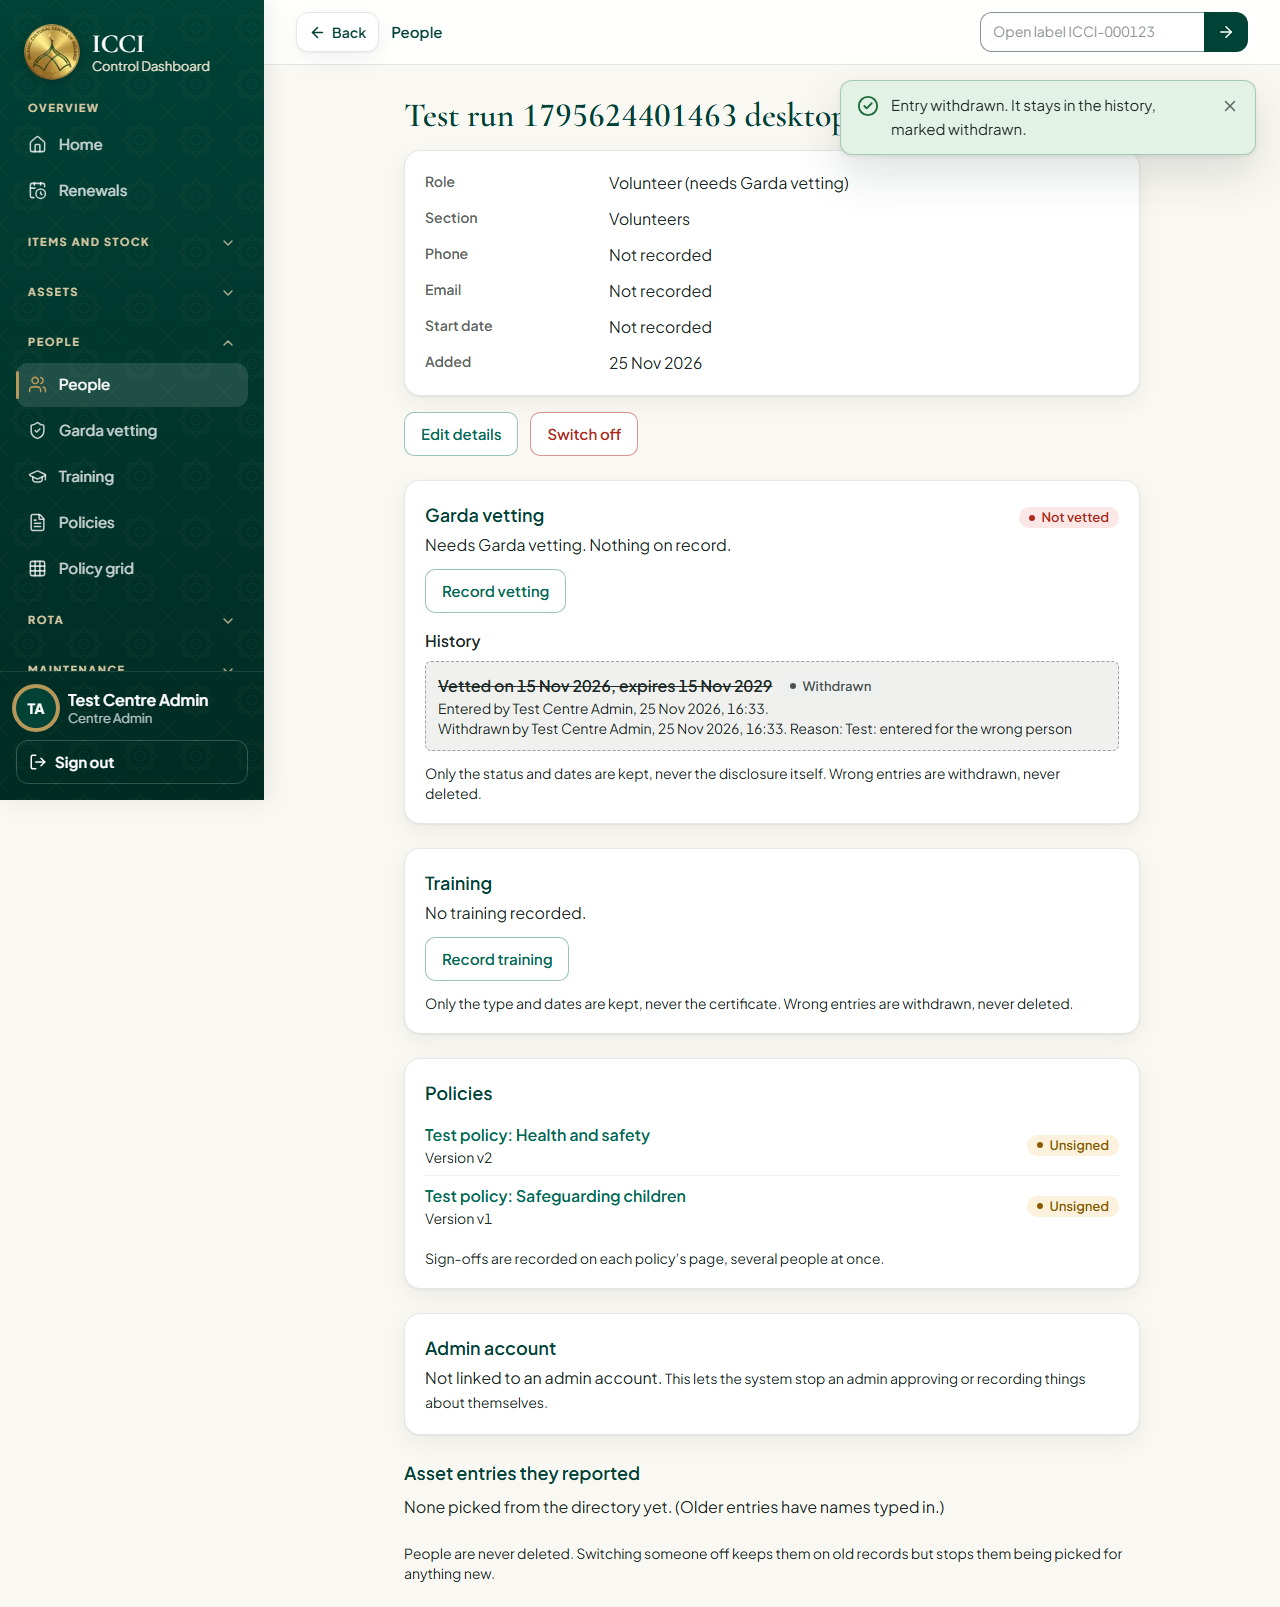 ICCI
Control Dashboard
OVERVIEW
Home
Renewals
ITEMS AND STOCK
ASSETS
PEOPLE
People
Garda vetting
Training
Policies
Policy grid
ROTA
MAINTENANCE
TA
Test Centre Admin
Centre Admin
Sign out
Back
People
Open label ICCI-000123
Entry withdrawn. It stays in the history,
marked withdrawn.
Test run 1795624401463 desktop
Role
Volunteer (needs Garda vetting)
Section
Volunteers
Phone
Not recorded
Email
Not recorded
Start date
Not recorded
Added
25 Nov 2026
Edit details
Switch off
Garda vetting
Not vetted
Needs Garda vetting. Nothing on record.
Record vetting
History
Vetted on 15 Nov 2026, expires 15 Nov 2029
Withdrawn
Entered by Test Centre Admin, 25 Nov 2026, 16:33.
Withdrawn by Test Centre Admin, 25 Nov 2026, 16:33. Reason: Test: entered for the wrong person
Only the status and dates are kept, never the disclosure itself. Wrong entries are withdrawn, never
deleted.
Training
No training recorded.
Record training
Only the type and dates are kept, never the certificate. Wrong entries are withdrawn, never deleted.
Policies
Test policy: Health and safety
Version v2
Unsigned
Test policy: Safeguarding children
Version v1
Unsigned
Sign-offs are recorded on each policy's page, several people at once.
Admin account
Not linked to an admin account. This lets the system stop an admin approving or recording things
about themselves.
Asset entries they reported
None picked from the directory yet. (Older entries have names typed in.)
People are never deleted. Switching someone off keeps them on old records but stops them being picked for
anything new.